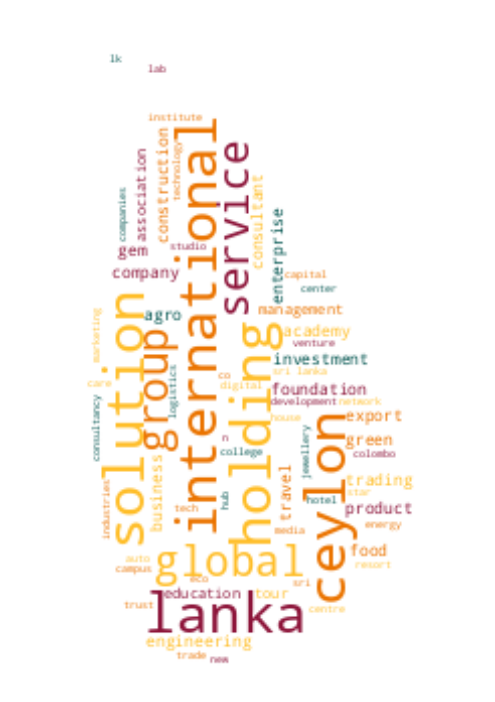 lk
lab
institute
international
service
construction
technology
association
companies
consultant
gem
studio
enterprise
company
capital
center
solution
agro
management
marketing
group
holding
academy
venture
investment
logistics
co
sri lanka
care
digital
foundation
development
network
consultancy
house
export
ceylon
n
green
college
jewellery
colombo
business
travel
trading
industries
hub
hotel
star
tech
product
media
energy
global
food
auto
campus
resort
eco
sri
education
tour
lanka
trust
centre
engineering
trade
new